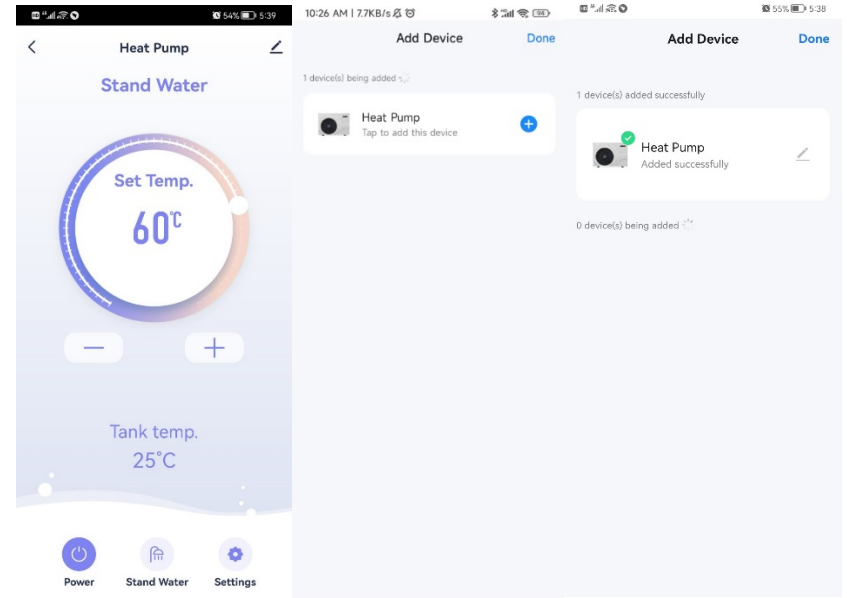 54% 5:39
Heat Pump
Stand Water
Set Temp.
60℃
Tank temp.
25°C
Power
Stand Water
Settings
10:26 AM | 7.7KB/s
Add Device
Done
1 device(s) being added
Heat Pump
Tap to add this device
55% 5:38
Add Device
Done
1 device(s) added successfully
Heat Pump
Added successfully
0 device(s) being added